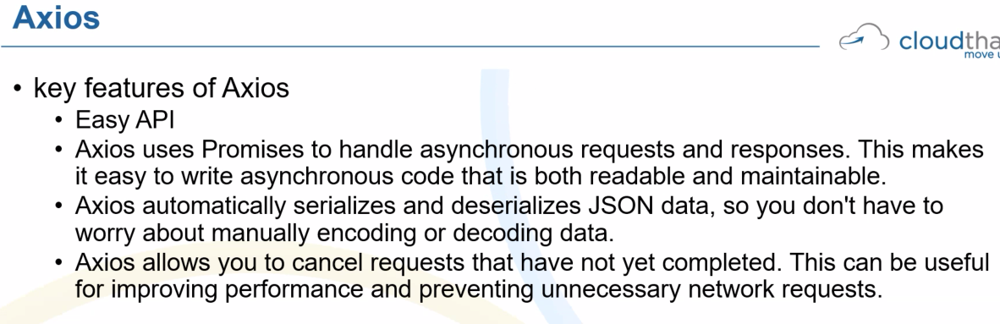 Axios
cloudtha
move u
• key features of Axios
• Easy API
• Axios uses Promises to handle asynchronous requests and responses. This makes
it easy to write asynchronous code that is both readable and maintainable.
• Axios automatically serializes and deserializes JSON data, so you don't have to
worry about manually encoding or decoding data.
• Axios allows you to cancel requests that have not yet completed. This can be useful
for improving performance and preventing unnecessary network requests.